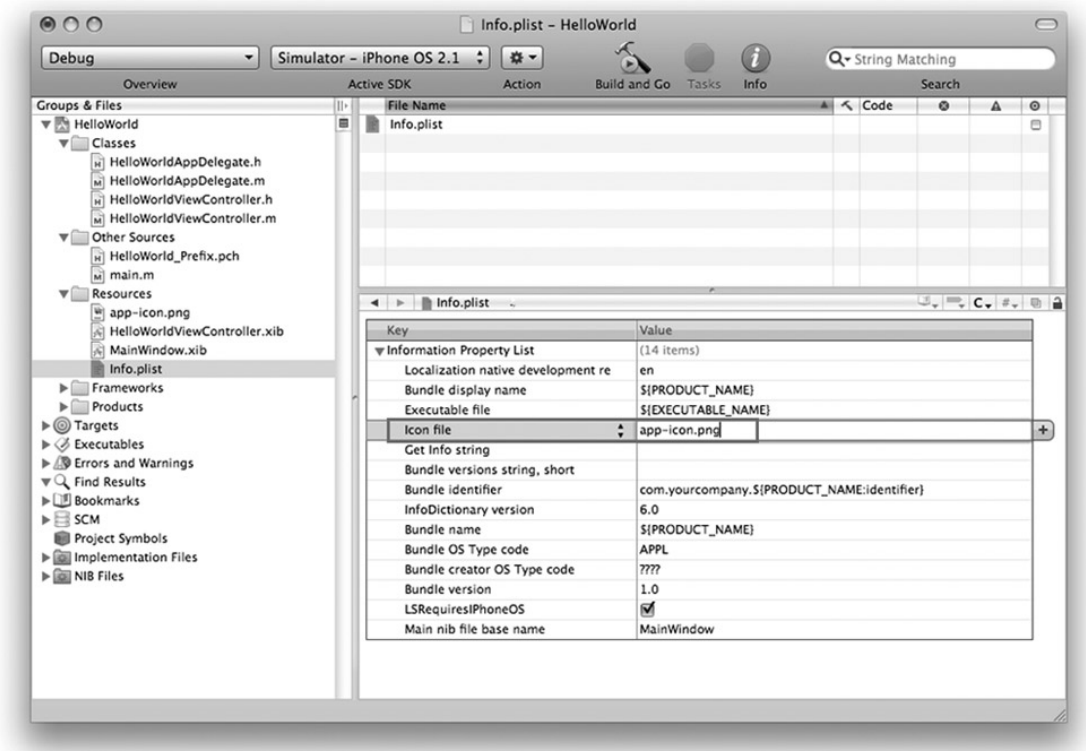 Info.plist – HelloWorld
Debug
Simulator – iPhone OS 2.1
String Matching
Overview
Active SDK
Action
Build and Go
Tasks
Info
Search
Groups & Files
HelloWorld
Classes
HelloWorldAppDelegate.h
HelloWorldAppDelegate.m
HelloWorldViewController.h
HelloWorldViewController.m
Other Sources
HelloWorld_Prefix.pch
main.m
Resources
app-icon.png
HelloWorldViewController.xib
MainWindow.xib
Info.plist
Frameworks
Products
Targets
Executables
Errors and Warnings
Find Results
Bookmarks
SCM
Project Symbols
Implementation Files
NIB Files
File Name Code
Info.plist
Info.plist C #
Key Value
Information Property List (14 items)
Localization native development re en
Bundle display name ${PRODUCT_NAME}
Executable file ${EXECUTABLE_NAME}
Icon file app-icon.png
Get Info string
Bundle versions string, short
Bundle identifier com.yourcompany.${PRODUCT_NAME:identifier}
InfoDictionary version 6.0
Bundle name ${PRODUCT_NAME}
Bundle OS Type code APPL
Bundle creator OS Type code ????
Bundle version 1.0
LSRequiresIPhoneOS
Main nib file base name MainWindow